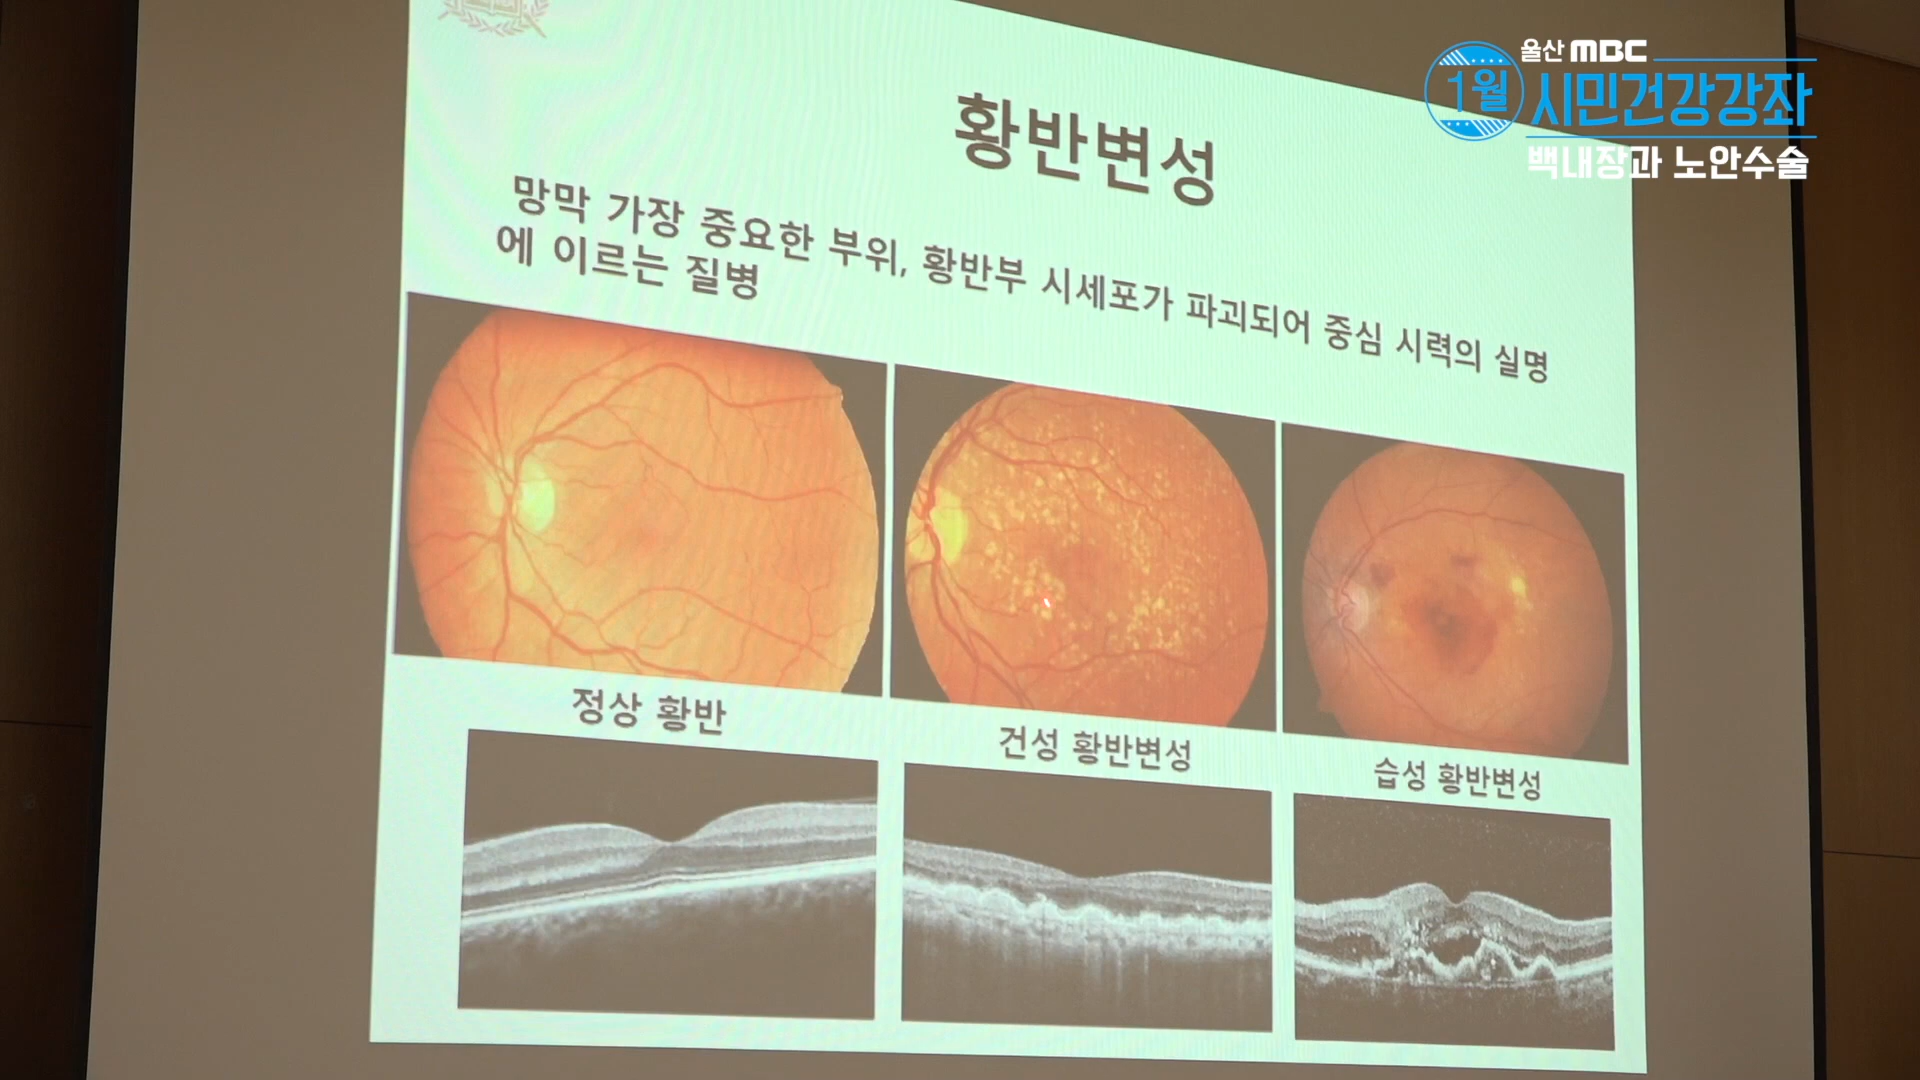 울산 MBC
1월 시민건강강좌
백내장과 노안수술
황반변성
망막 가장 중요한 부위, 황반부 시세포가 파괴되어 중심 시력의 실명
에 이르는 질병
정상 황반
건성 황반변성
습성 황반변성